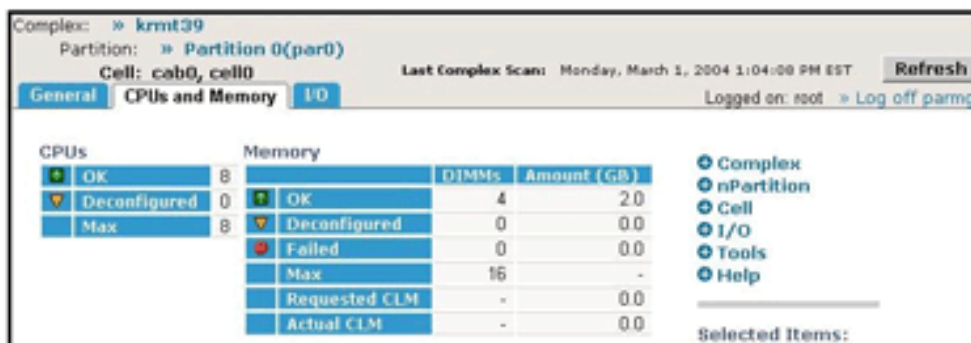 Complex: » krmt39
Partition: » Partition 0(par0)
Cell: cab0, cell0
Last Complex Scan: Monday, March 1, 2004 1:04:08 PM EST
Refresh
General CPUs and Memory I/O
Logged on: root » Log off parmg
CPUs
OK 8
Deconfigured 0
Max 8
Memory
DIMMs Amount (GB)
OK 4 2.0
Deconfigured 0 0.0
Failed 0 0.0
Max 16 -
Requested CLM - 0.0
Actual CLM - 0.0
Complex
nPartition
Cell
I/O
Tools
Help
Selected Items: